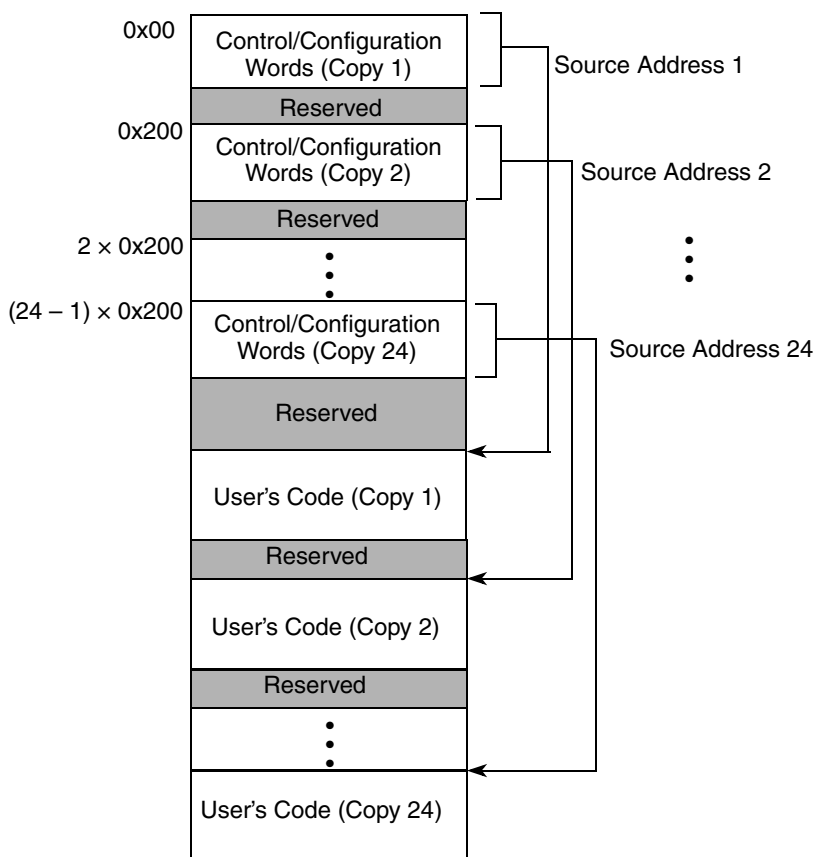 0x00
Control/Configuration
Words (Copy 1)
Source Address 1
Reserved
0x200
Control/Configuration
Words (Copy 2)
Source Address 2
Reserved
2 × 0x200
(24 – 1) × 0x200
Control/Configuration
Words (Copy 24)
Source Address 24
Reserved
User's Code (Copy 1)
Reserved
User's Code (Copy 2)
Reserved
User's Code (Copy 24)